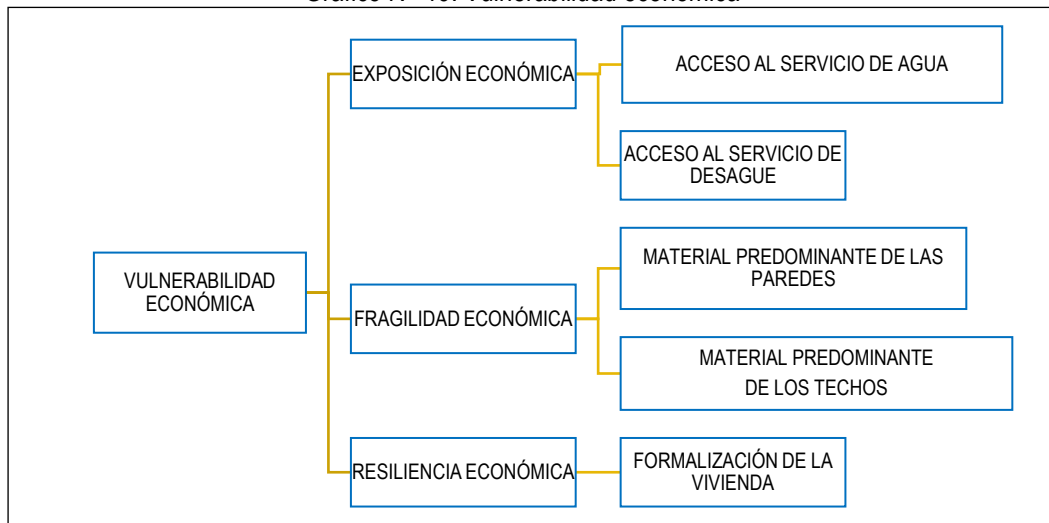 EXPOSICIÓN ECONÓMICA
ACCESO AL SERVICIO DE AGUA
ACCESO AL SERVICIO DE
DESAGUE
VULNERABILIDAD
ECONÓMICA
FRAGILIDAD ECONÓMICA
MATERIAL PREDOMINANTE DE LAS
PAREDES
MATERIAL PREDOMINANTE
DE LOS TECHOS
RESILIENCIA ECONÓMICA
FORMALIZACIÓN DE LA
VIVIENDA